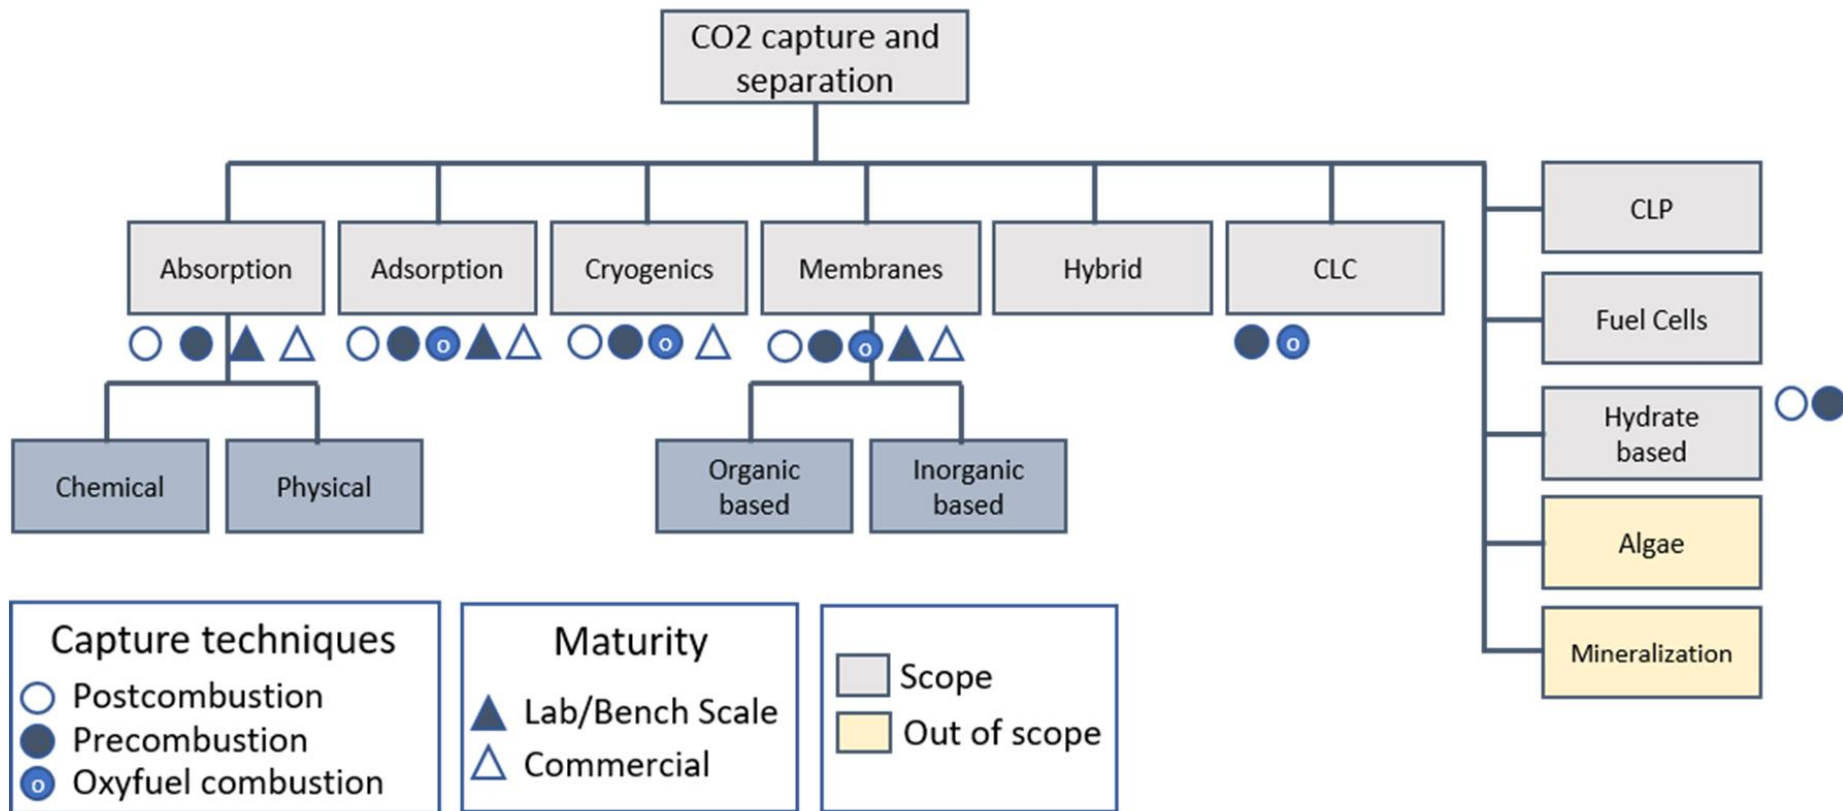 CO2 capture and
separation
Absorption
Adsorption
Cryogenics
Membranes
Hybrid
CLC
CLP
Fuel Cells
Hydrate
based
Algae
Mineralization
o
o
o
o
Chemical
Physical
Organic
based
Inorganic
based
Capture techniques
Postcombustion
Precombustion
o Oxyfuel combustion
Maturity
Lab/Bench Scale
Commercial
Scope
Out of scope